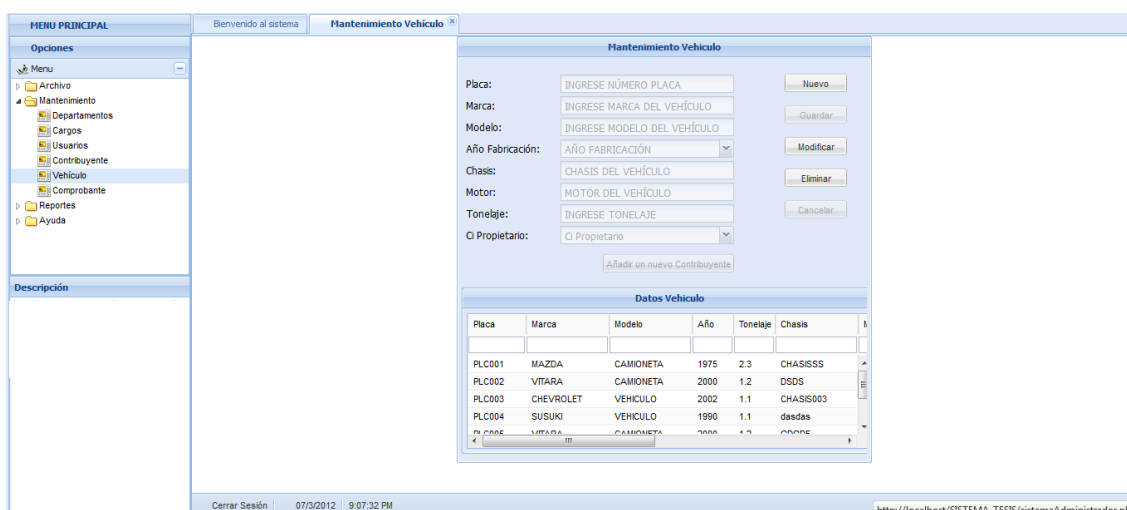 MENU PRINCIPAL
Bienvenido al sistema
Mantenimiento Vehículo
Opciones
Menu
Archivo
Mantenimiento
Departamentos
Cargos
Usuarios
Contribuyente
Vehículo
Comprobante
Reportes
Ayuda
Descripción
Mantenimiento Vehiculo
Placa: INGRESE NÚMERO PLACA Nuevo
Marca: INGRESE MARCA DEL VEHÍCULO Guardar
Modelo: INGRESE MODELO DEL VEHÍCULO
Año Fabricación: AÑO FABRICACIÓN Modificar
Chasis: CHASIS DEL VEHÍCULO Eliminar
Motor: MOTOR DEL VEHÍCULO
Tonelaje: INGRESE TONELAJE Cancelar
Ci Propietario: Ci Propietario
Añadir un nuevo Contribuyente
Datos Vehiculo
Placa Marca Modelo Año Tonelaje Chasis
PLC001 MAZDA CAMIONETA 1975 2.3 CHASISSS
PLC002 VITARA CAMIONETA 2000 1.2 DSDS
PLC003 CHEVROLET VEHICULO 2002 1.1 CHASIS003
PLC004 SUSUKI VEHICULO 1990 1.1 dasdas
Cerrar Sesión 07/3/2012 9:07:32 PM